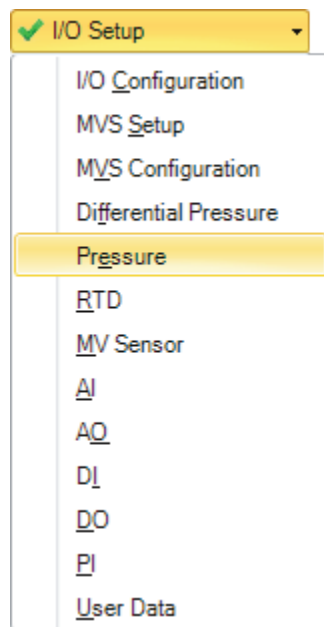 I/O Setup
I/O Configuration
MVS Setup
MVS Configuration
Differential Pressure
Pressure
RTD
MV Sensor
AI
AO
DI
DO
PI
User Data